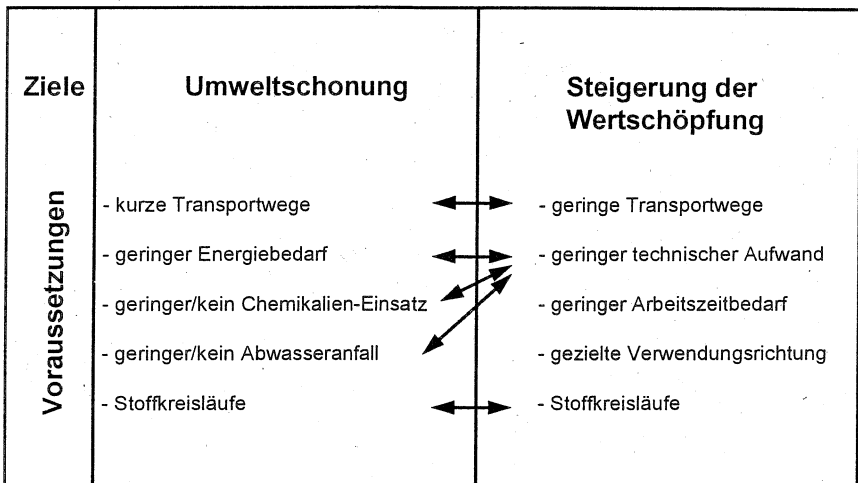 Ziele
Umweltschonung
Steigerung der
Wertschöpfung
Voraussetzungen
- kurze Transportwege
- geringe Transportwege
- geringer Energiebedarf
- geringer technischer Aufwand
- geringer/kein Chemikalien-Einsatz
- geringer Arbeitszeitbedarf
- geringer/kein Abwasseranfall
- gezielte Verwendungsrichtung
- Stoffkreisläufe
- Stoffkreisläufe